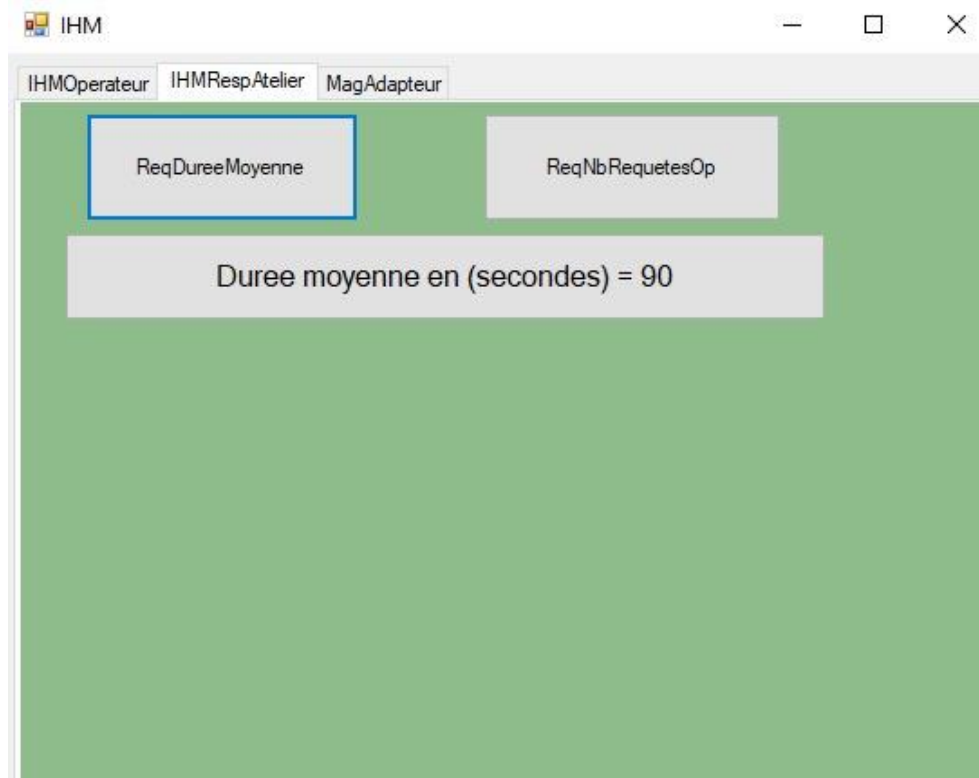 IHM
IHMOperateur IHMRespAtelier MagAdapteur
ReqDureeMoyenne ReqNbRequetesOp
Duree moyenne en (secondes) = 90